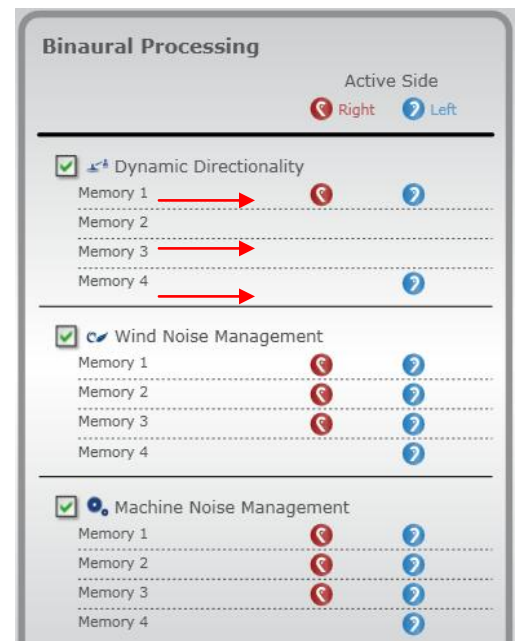 Binaural Processing
Active Side
Right Left
Dynamic Directionality
Memory 1
Memory 2
Memory 3
Memory 4
Wind Noise Management
Memory 1
Memory 2
Memory 3
Memory 4
Machine Noise Management
Memory 1
Memory 2
Memory 3
Memory 4